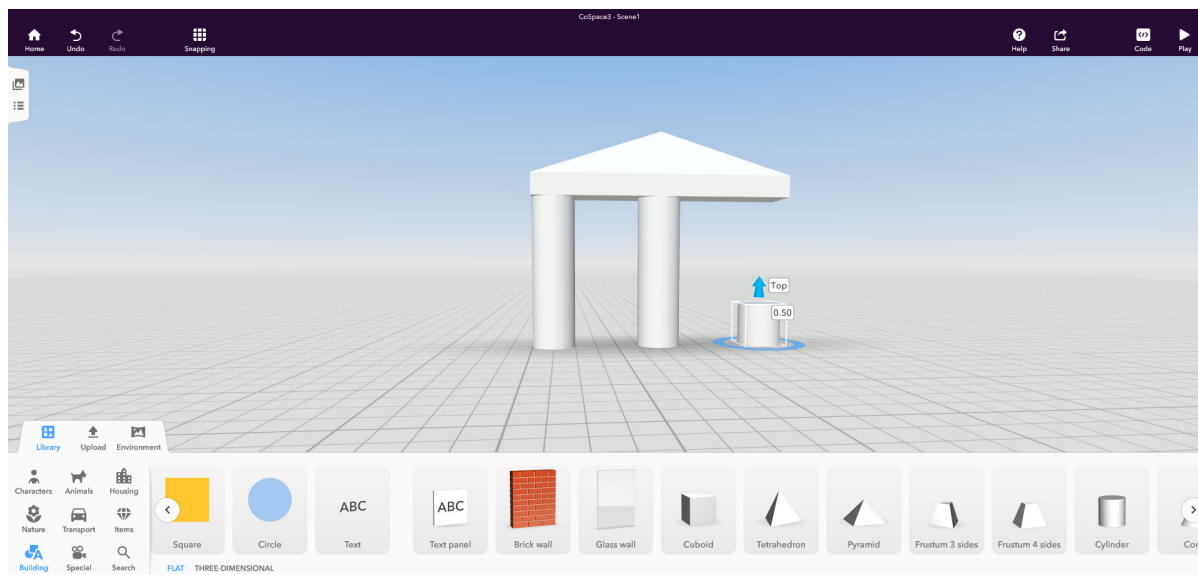 CoSpace3 - Scene1
Home Undo Redo Snapping Help Share Code Play
Top
0.50
Library Upload Environment
Characters Animals Housing
Nature Transport Items
Building Special Search
ABC
ABC
Square Circle Text Text panel Brick wall Glass wall Cuboid Tetrahedron Pyramid Frustum 3 sides Frustum 4 sides Cylinder
FLAT THREE-DIMENSIONAL